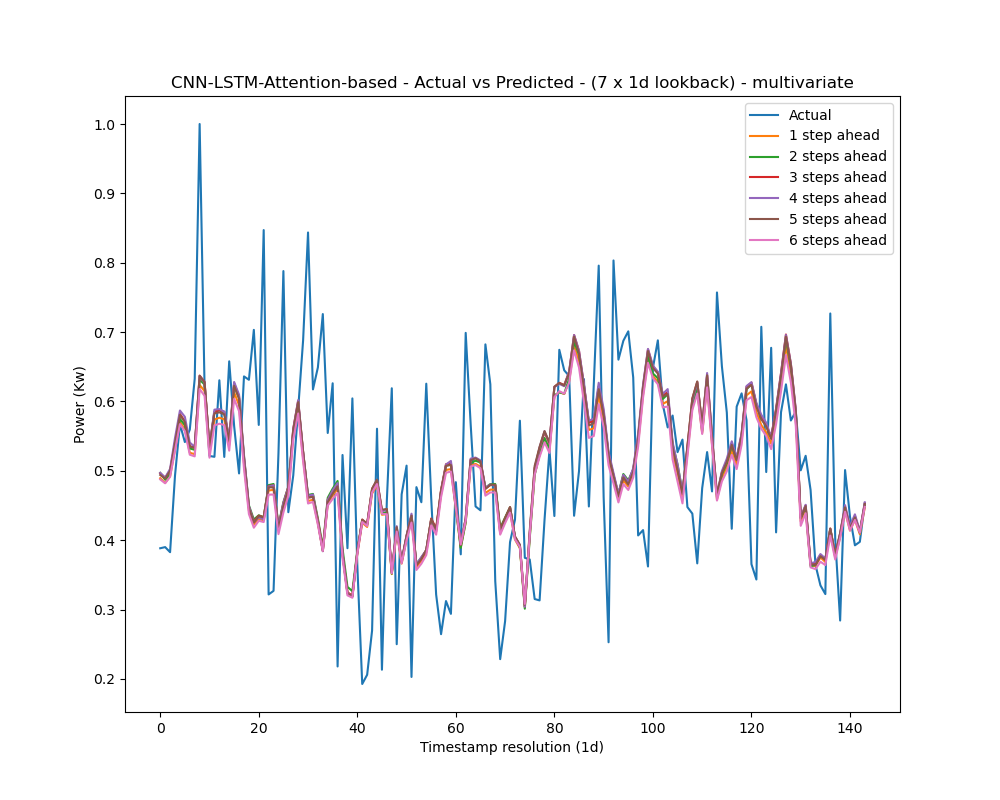 CNN-LSTM-Attention-based - Actual vs Predicted - (7 x 1d lookback) - multivariate
Actual
1 step ahead
2 steps ahead
3 steps ahead
4 steps ahead
5 steps ahead
6 steps ahead
1.0
0.9
0.8
0.7
0.6
0.5
0.4
0.3
0.2
Power (Kw)
0 20 40 60 80 100 120 140
Timestamp resolution (1d)